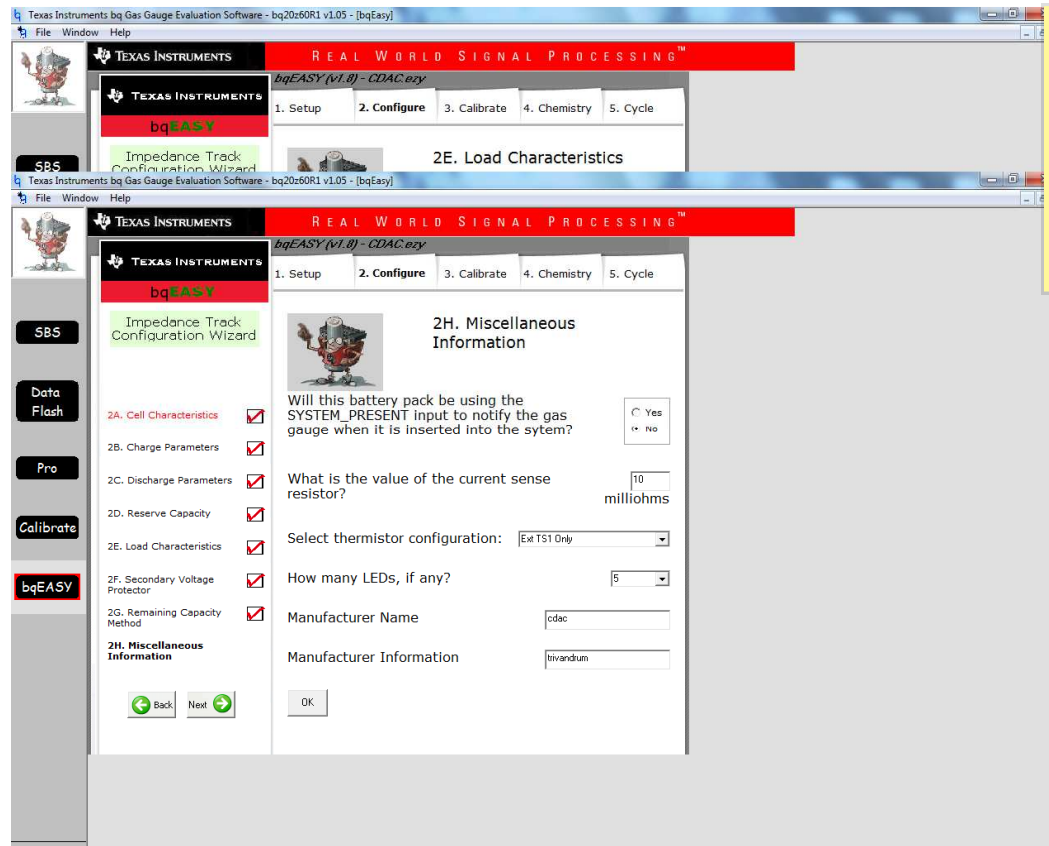 Texas Instruments bq Gas Gauge Evaluation Software - bq20z60R1 v1.05 - [bqEasy]
File Window Help
TEXAS INSTRUMENTS
REAL WORLD SIGNAL PROCESSING™
bqEASY (v1.8) - CDAC.ezy
TEXAS INSTRUMENTS
1. Setup 2. Configure 3. Calibrate 4. Chemistry 5. Cycle
bqEASY
Impedance Track
Configuration Wizard
2E. Load Characteristics
SBS
Texas Instruments bq Gas Gauge Evaluation Software - bq20z60R1 v1.05 - [bqEasy]
File Window Help
TEXAS INSTRUMENTS
REAL WORLD SIGNAL PROCESSING™
bqEASY (v1.8) - CDAC.ezy
TEXAS INSTRUMENTS
1. Setup 2. Configure 3. Calibrate 4. Chemistry 5. Cycle
bqEASY
Impedance Track
Configuration Wizard
2H. Miscellaneous
Information
SBS
Data
Flash
Pro
Calibrate
bqEASY
2A. Cell Characteristics
2B. Charge Parameters
2C. Discharge Parameters
2D. Reserve Capacity
2E. Load Characteristics
2F. Secondary Voltage
Protector
2G. Remaining Capacity
Method
2H. Miscellaneous
Information
Back Next
Will this battery pack be using the
SYSTEM_PRESENT input to notify the gas
gauge when it is inserted into the sytem?
Yes
No
What is the value of the current sense
resistor?
10
milliohms
Select thermistor configuration: Ext TS1 Only
How many LEDs, if any? 5
Manufacturer Name cdac
Manufacturer Information trivandrum
OK